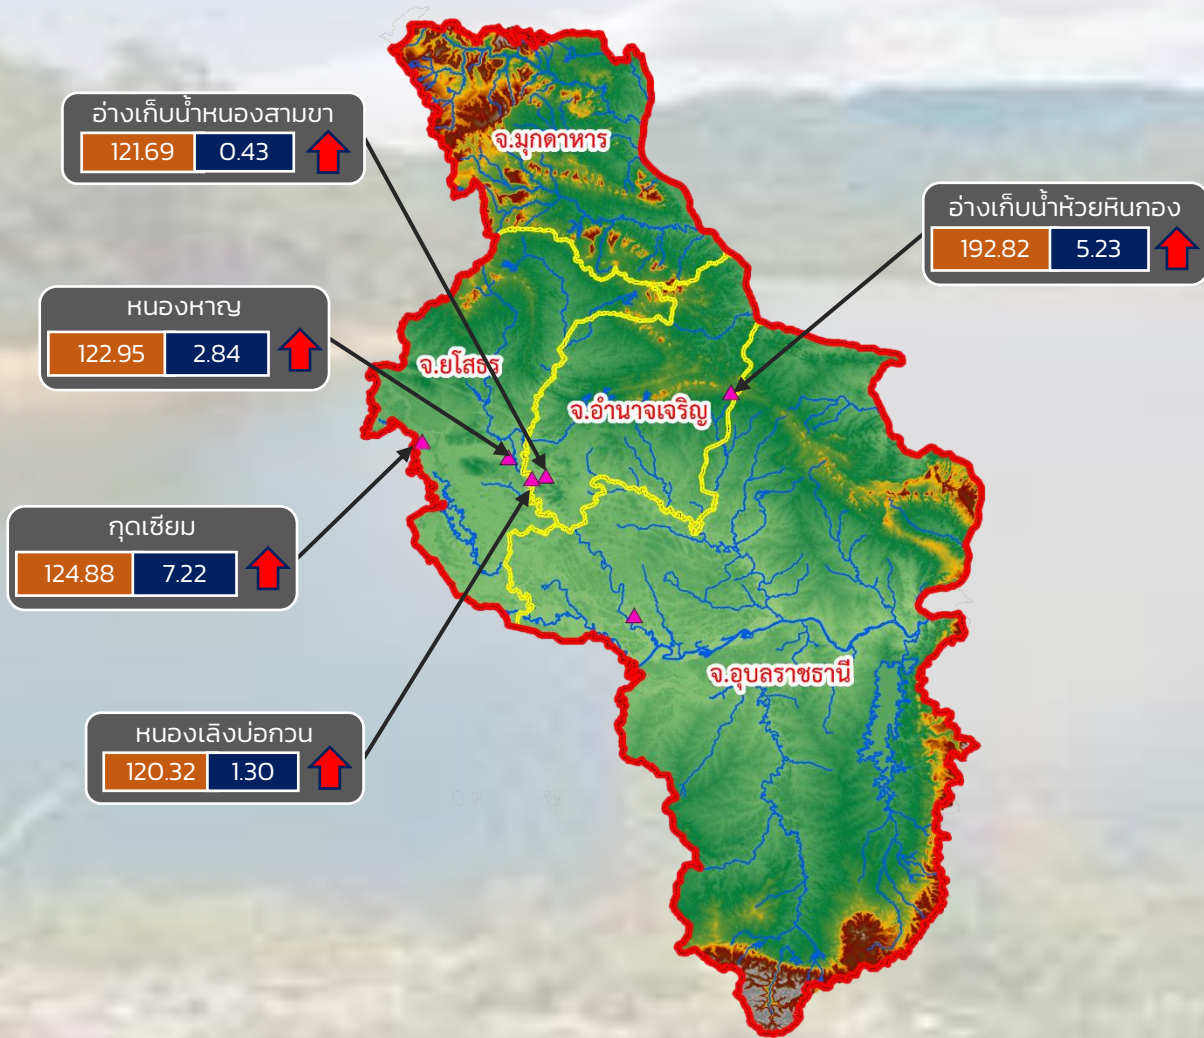 อ่างเก็บน้ำหนองสามขา
121.69 0.43
จ.มุกดาหาร
อ่างเก็บน้ำห้วยหินกอง
192.82 5.23
หนองหาญ
122.95 2.84
จ.ยโสธร
จ.อำนาจเจริญ
กุดเซียม
124.88 7.22
จ.อุบลราชธานี
หนองเลิงบ่อกวน
120.32 1.30